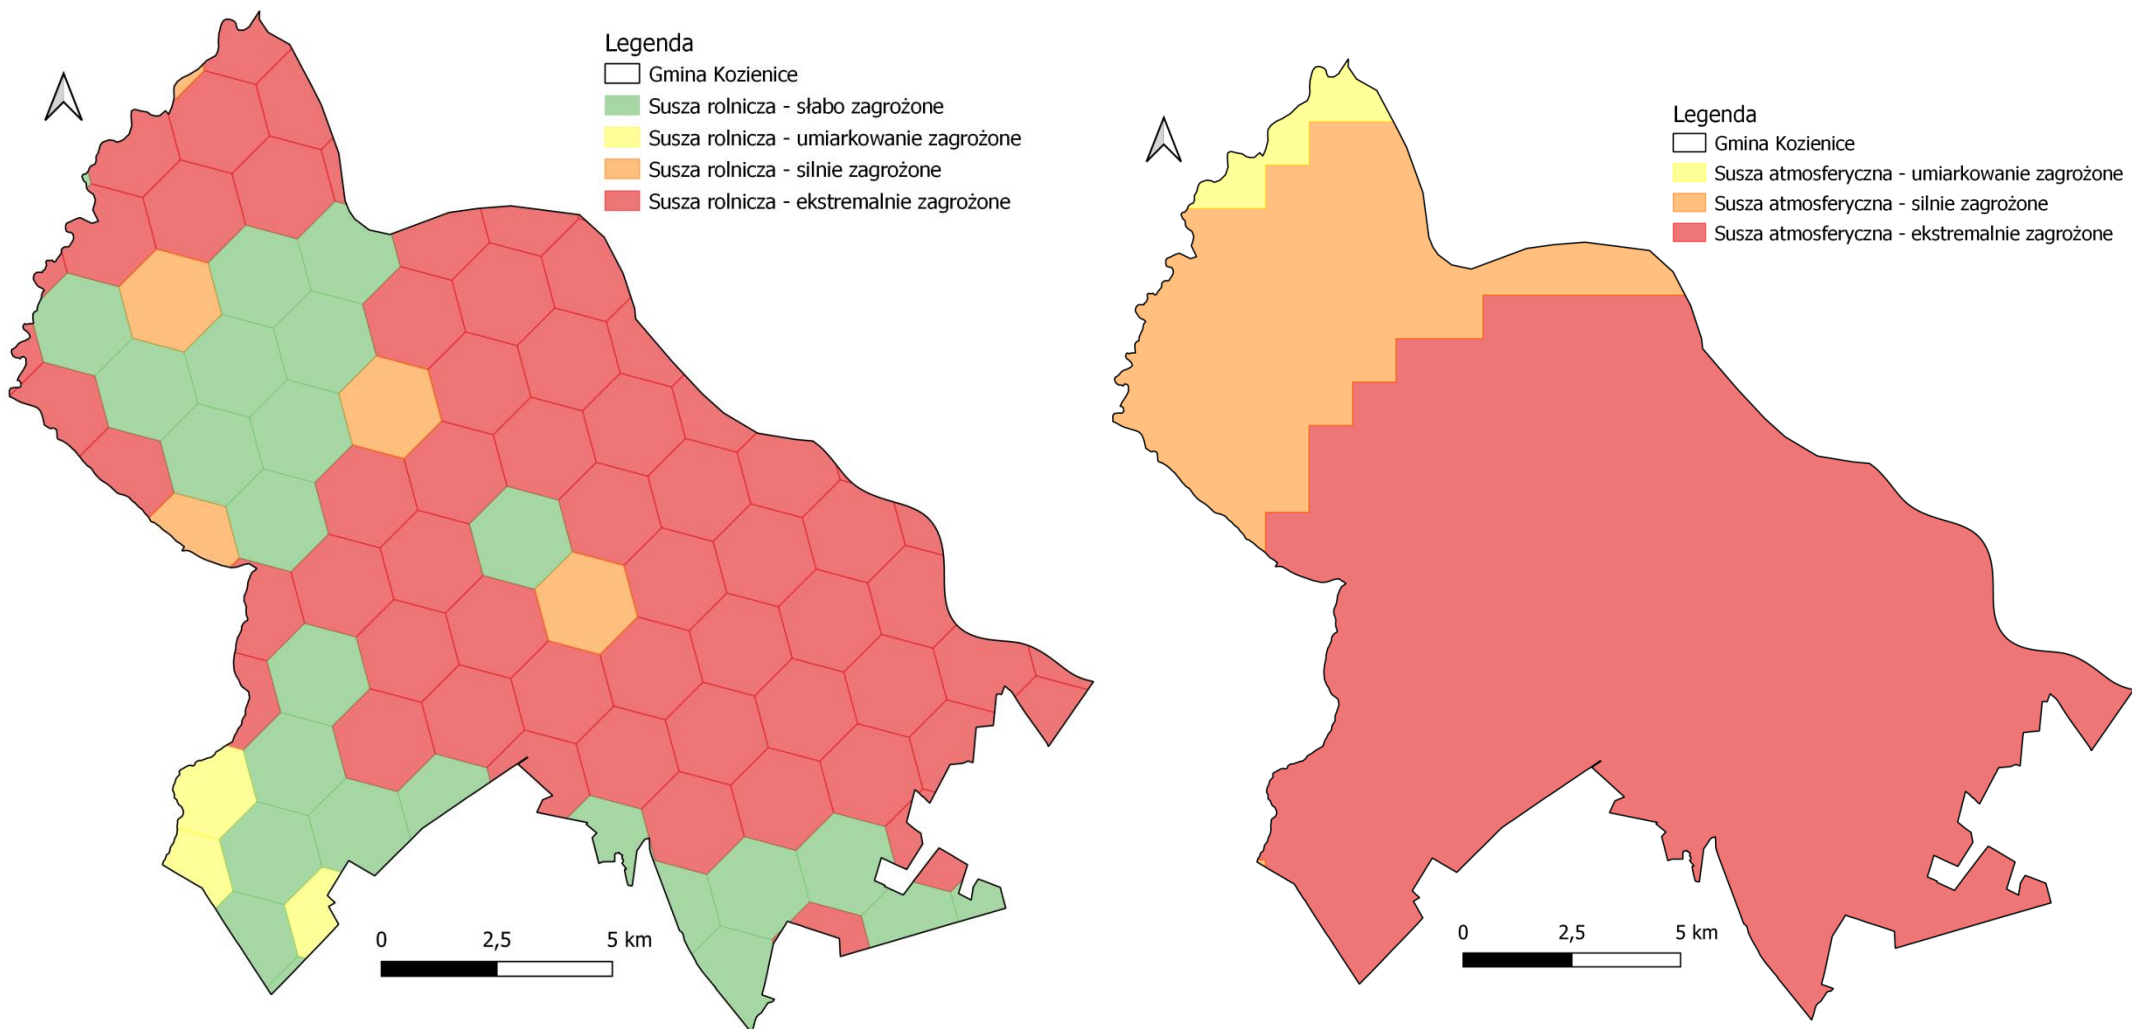 Legenda
Gmina Kozienice
Susza rolnicza - słabo zagrożone
Susza rolnicza - umiarkowanie zagrożone
Susza rolnicza - silnie zagrożone
Susza rolnicza - ekstremalnie zagrożone
0 2,5 5 km
Legenda
Gmina Kozienice
Susza atmosferyczna - umiarkowanie zagrożone
Susza atmosferyczna - silnie zagrożone
Susza atmosferyczna - ekstremalnie zagrożone
0 2,5 5 km